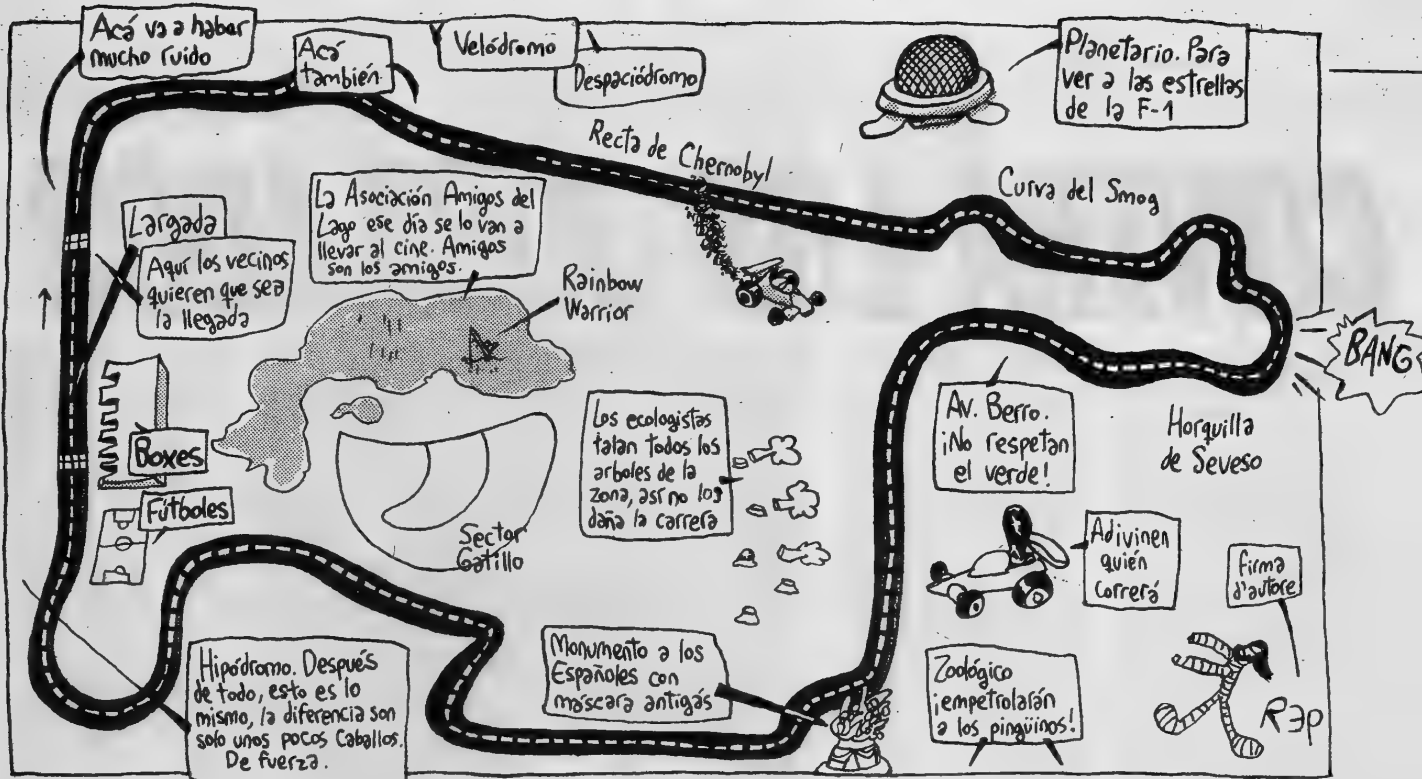 Acá va a haber
mucho ruido
Acá
también
Velódromo
Despaciódromo
Planetario. Para
ver a las estrellas
de la F-1
Recta de Chernobyl
Curva del Smog
Largada
Aquí los vecinos
quieren que sea
la llegada
La Asociación Amigos del
Lago ese día se lo van a
llevar al cine. Amigos
son los amigos.
Rainbow
Warrior
BANG
Boxes
Fútboles
Sector
Gatillo
Los ecologistas
talan todos los
arboles de la
zona, así no los
daña la carrera
Av. Berro.
¡No respetan
el verde!
Horquilla
de Seveso
Adivinen
quién
correrá
firma
d'autore
Hipódromo. Después
de todo, esto es lo
mismo, la diferencia son
solo unos pocos Caballos.
De fuerza.
Monumento a los
Españoles con
máscara antigás
Zoológico
¡empetrolarán
a los pingüinos!
Rep